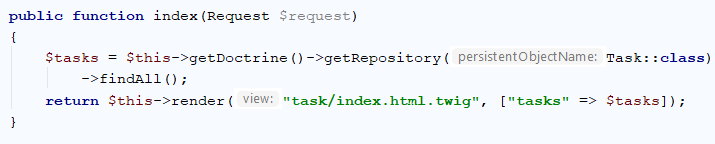 public function index(Request $request)
{
    $tasks = $this->getDoctrine()->getRepository( persistentObjectName: Task::class)
        ->findAll();
    return $this->render( view: "task/index.html.twig", ["tasks" => $tasks]);
}